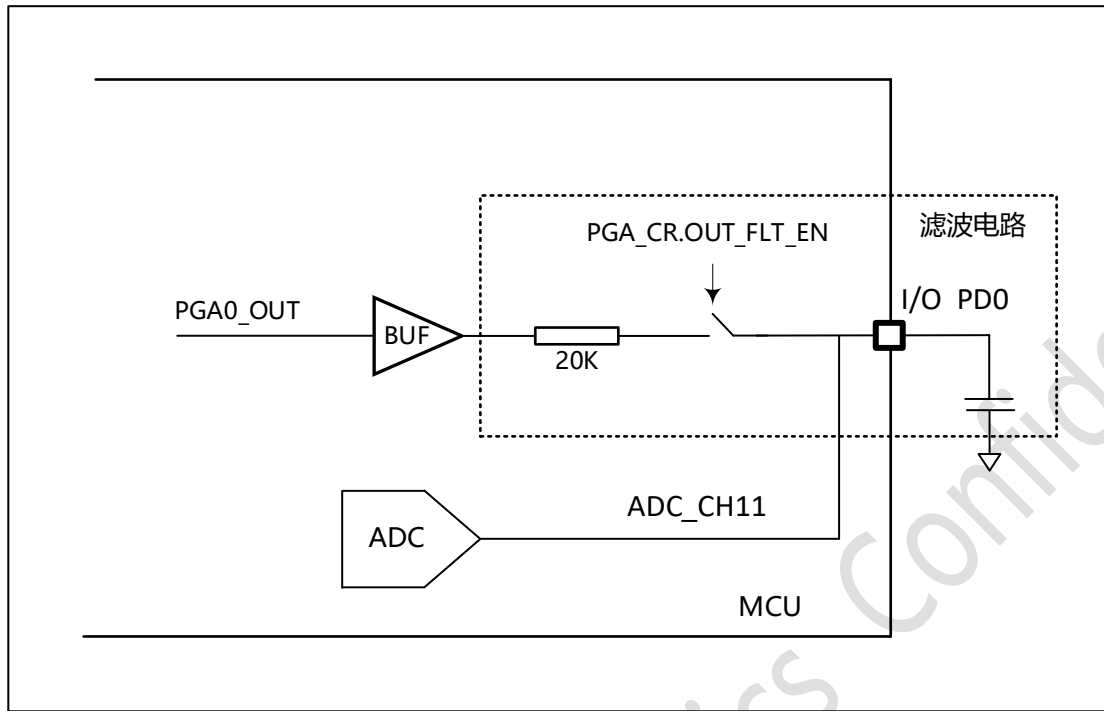 滤波电路
PGA_CR.OUT_FLT_EN
I/O PD0
PGA0_OUT
BUF
20K
ADC_CH11
ADC
MCU